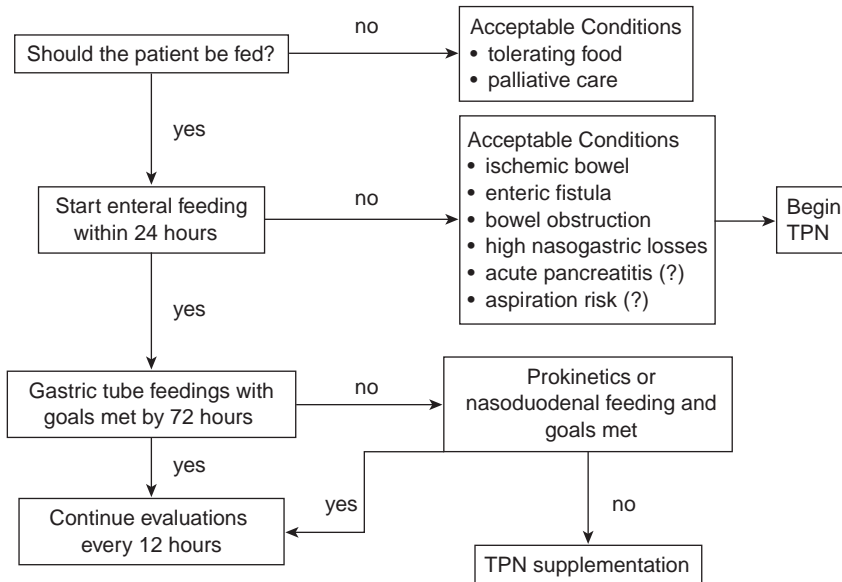 Should the patient be fed?
no
Acceptable Conditions
• tolerating food
• palliative care
yes
Start enteral feeding
within 24 hours
no
Acceptable Conditions
• ischemic bowel
• enteric fistula
• bowel obstruction
• high nasogastric losses
• acute pancreatitis (?)
• aspiration risk (?)
Begin
TPN
yes
Gastric tube feedings with
goals met by 72 hours
no
Prokinetics or
nasoduodenal feeding and
goals met
yes
yes
no
Continue evaluations
every 12 hours
TPN supplementation